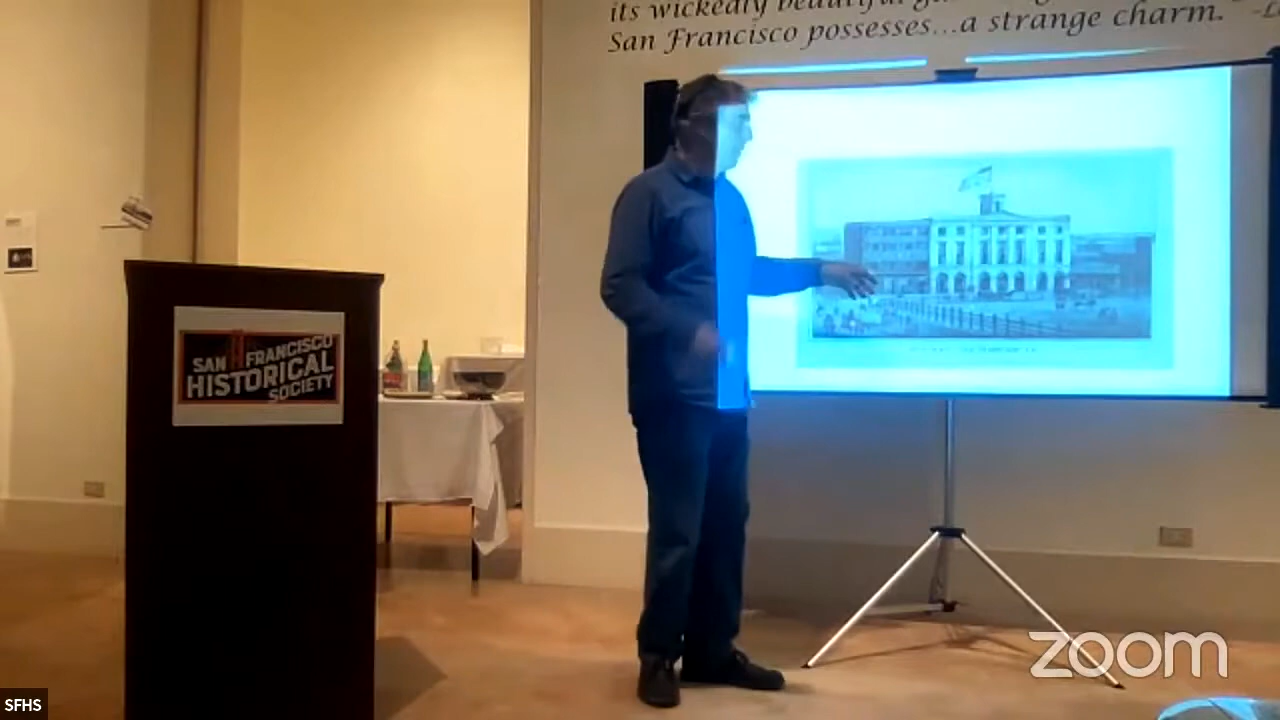 its wickedly beautiful
San Francisco possesses...a strange charm.
SAN FRANCISCO
HISTORICAL
SOCIETY
zoom
SFHS